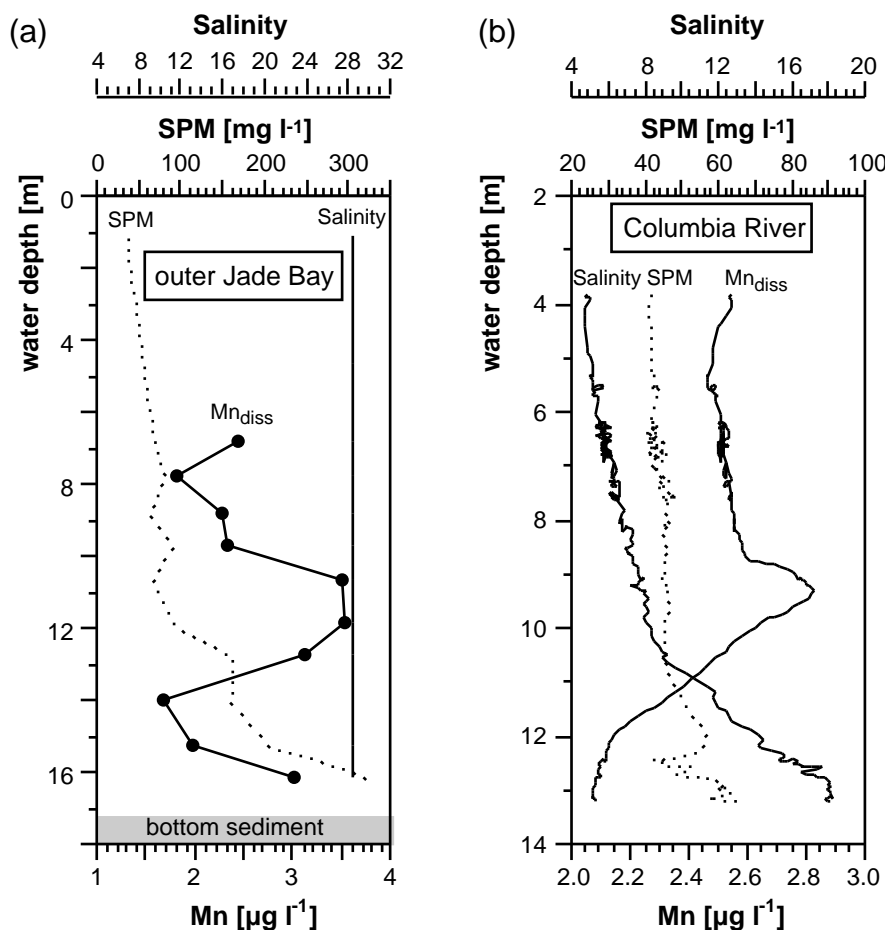 (a)
Salinity
4 8 12 16 20 24 28 32
SPM [mg l-1]
0 100 200 300
water depth [m]
0
4
8
12
16
SPM
Salinity
outer Jade Bay
Mndiss
bottom sediment
1 2 3 4
Mn [µg l-1]
(b)
Salinity
4 8 12 16 20
SPM [mg l-1]
20 40 60 80 100
water depth [m]
2
4
6
8
10
12
14
Columbia River
Salinity SPM Mndiss
2.0 2.2 2.4 2.6 2.8 3.0
Mn [µg l-1]